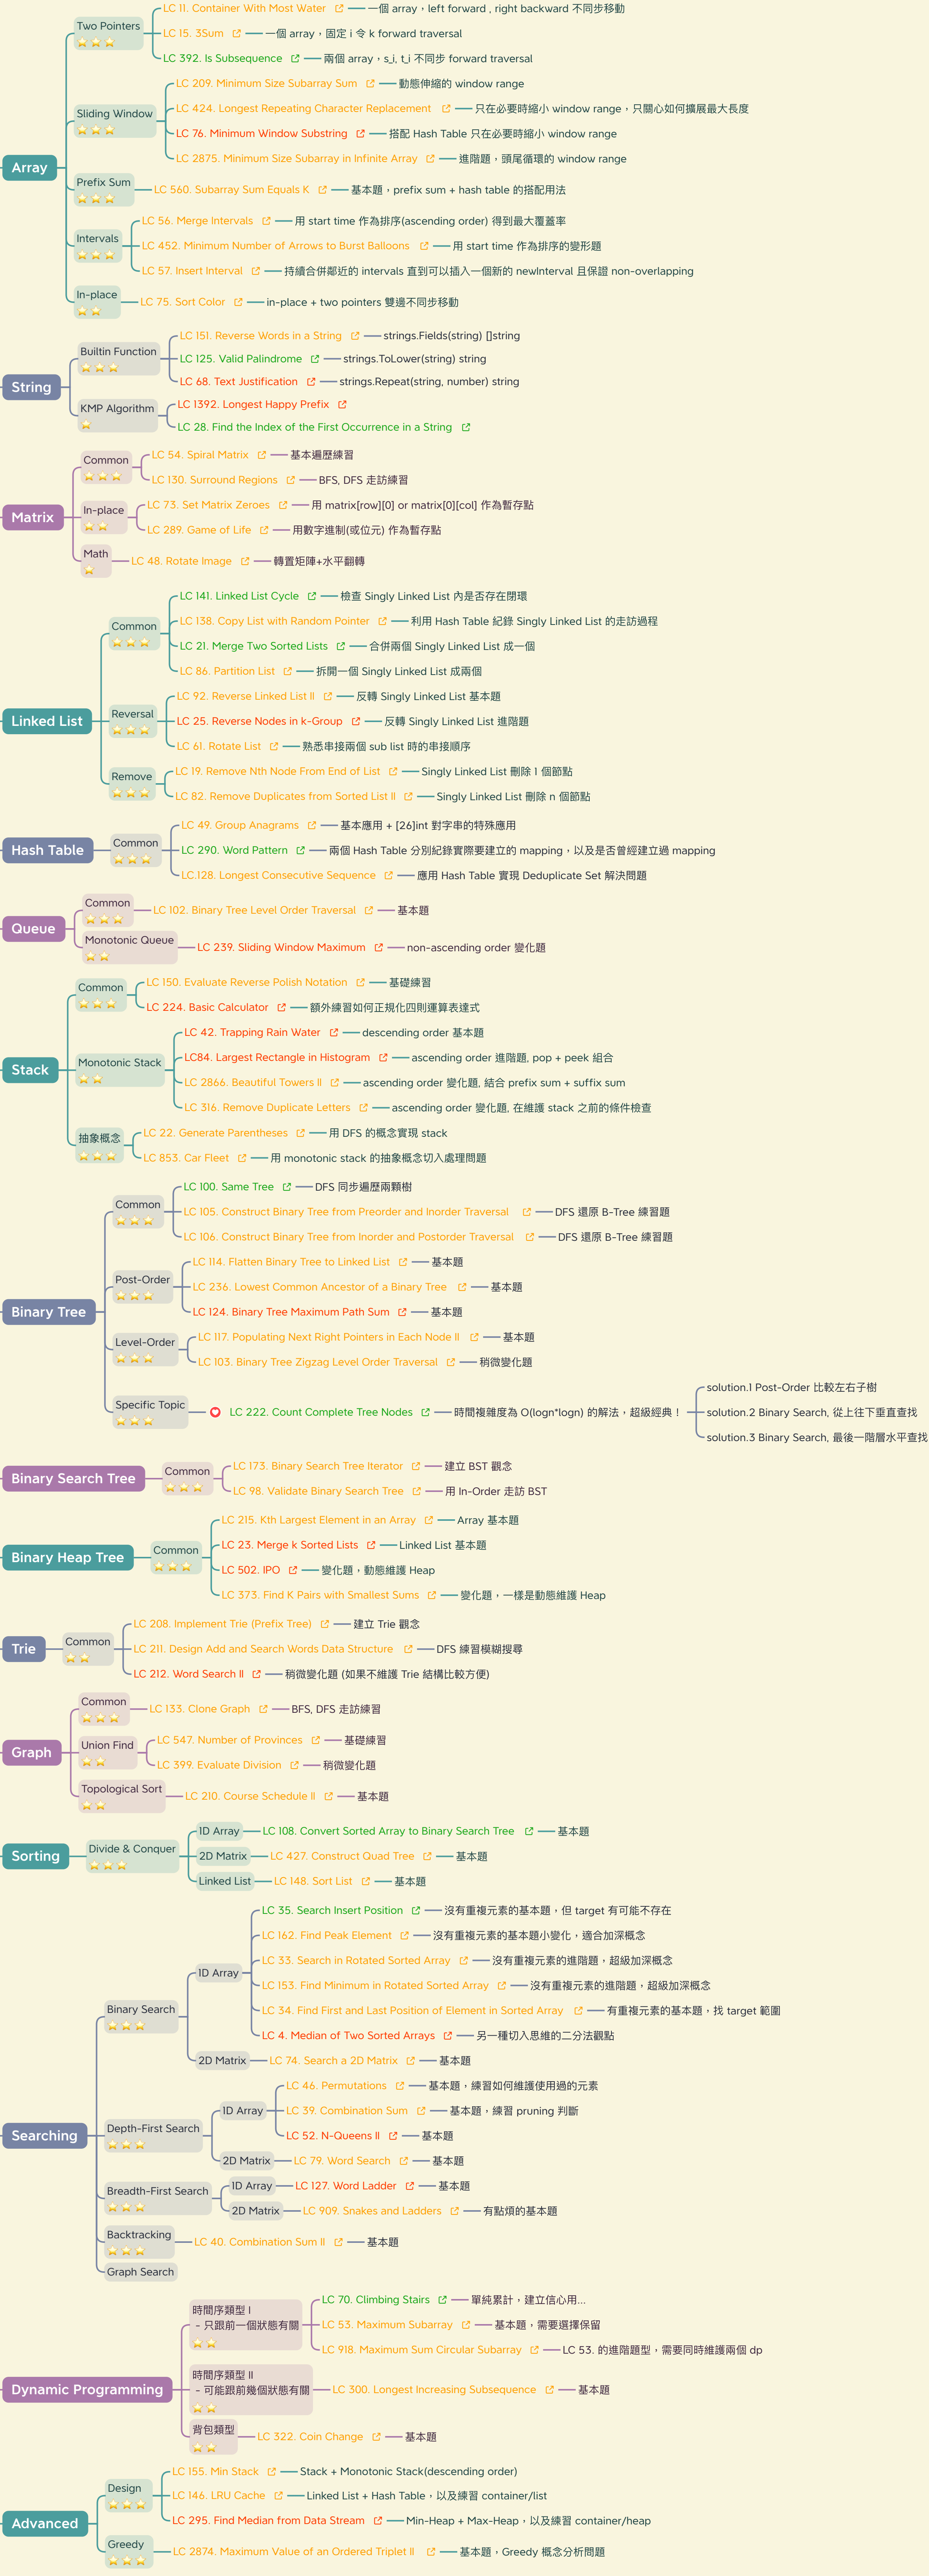 Array
Two Pointers
LC 11. Container With Most Water 一個 array，left forward , right backward 不同步移動
LC 15. 3Sum 一個 array，固定 i 令 k forward traversal
LC 392. Is Subsequence 兩個 array，s_i, t_i 不同步 forward traversal
Sliding Window
LC 209. Minimum Size Subarray Sum 動態伸縮的 window range
LC 424. Longest Repeating Character Replacement 只在必要時縮小 window range，只關心如何擴展最大長度
LC 76. Minimum Window Substring 搭配 Hash Table 只在必要時縮小 window range
LC 2875. Minimum Size Subarray in Infinite Array 進階題，頭尾循環的 window range
Prefix Sum
LC 560. Subarray Sum Equals K 基本題，prefix sum + hash table 的搭配用法
Intervals
LC 56. Merge Intervals 用 start time 作為排序(ascending order) 得到最大覆蓋率
LC 452. Minimum Number of Arrows to Burst Balloons 用 start time 作為排序的變形題
LC 57. Insert Interval 持續合併鄰近的 intervals 直到可以插入一個新的 newInterval 且保證 non-overlapping
In-place
LC 75. Sort Color in-place + two pointers 雙邊不同步移動
String
Builtin Function
LC 151. Reverse Words in a String strings.Fields(string) []string
LC 125. Valid Palindrome strings.ToLower(string) string
LC 68. Text Justification strings.Repeat(string, number) string
KMP Algorithm
LC 1392. Longest Happy Prefix
LC 28. Find the Index of the First Occurrence in a String
Matrix
Common
LC 54. Spiral Matrix 基本遍歷練習
LC 130. Surround Regions BFS, DFS 走訪練習
In-place
LC 73. Set Matrix Zeroes 用 matrix[row][0] or matrix[0][col] 作為暫存點
LC 289. Game of Life 用數字進制(或位元) 作為暫存點
Math
LC 48. Rotate Image 轉置矩陣+水平翻轉
Linked List
Common
LC 141. Linked List Cycle 檢查 Singly Linked List 內是否存在閉環
LC 138. Copy List with Random Pointer 利用 Hash Table 紀錄 Singly Linked List 的走訪過程
LC 21. Merge Two Sorted Lists 合併兩個 Singly Linked List 成一個
LC 86. Partition List 拆開一個 Singly Linked List 成兩個
Reversal
LC 92. Reverse Linked List II 反轉 Singly Linked List 基本題
LC 25. Reverse Nodes in k-Group 反轉 Singly Linked List 進階題
LC 61. Rotate List 熟悉串接兩個 sub list 時的串接順序
Remove
LC 19. Remove Nth Node From End of List Singly Linked List 刪除 1 個節點
LC 82. Remove Duplicates from Sorted List II Singly Linked List 刪除 n 個節點
Hash Table
Common
LC 49. Group Anagrams 基本應用 + [26]int 對字串的特殊應用
LC 290. Word Pattern 兩個 Hash Table 分別紀錄實際要建立的 mapping，以及是否曾經建立過 mapping
LC.128. Longest Consecutive Sequence 應用 Hash Table 實現 Deduplicate Set 解決問題
Queue
Common
LC 102. Binary Tree Level Order Traversal 基本題
Monotonic Queue
LC 239. Sliding Window Maximum non-ascending order 變化題
Stack
Common
LC 150. Evaluate Reverse Polish Notation 基礎練習
LC 224. Basic Calculator 額外練習如何正規化四則運算表達式
Monotonic Stack
LC 42. Trapping Rain Water descending order 基本題
LC84. Largest Rectangle in Histogram ascending order 進階題, pop + peek 組合
LC 2866. Beautiful Towers II ascending order 變化題, 結合 prefix sum + suffix sum
LC 316. Remove Duplicate Letters ascending order 變化題, 在維護 stack 之前的條件檢查
抽象概念
LC 22. Generate Parentheses 用 DFS 的概念實現 stack
LC 853. Car Fleet 用 monotonic stack 的抽象概念切入處理問題
Binary Tree
Common
LC 100. Same Tree DFS 同步遍歷兩顆樹
LC 105. Construct Binary Tree from Preorder and Inorder Traversal DFS 還原 B-Tree 練習題
LC 106. Construct Binary Tree from Inorder and Postorder Traversal DFS 還原 B-Tree 練習題
Post-Order
LC 114. Flatten Binary Tree to Linked List 基本題
LC 236. Lowest Common Ancestor of a Binary Tree 基本題
LC 124. Binary Tree Maximum Path Sum 基本題
Level-Order
LC 117. Populating Next Right Pointers in Each Node II 基本題
LC 103. Binary Tree Zigzag Level Order Traversal 稍微變化題
Specific Topic
LC 222. Count Complete Tree Nodes 時間複雜度為 O(logn*logn) 的解法，超級經典！
solution.1 Post-Order 比較左右子樹
solution.2 Binary Search, 從上往下垂直查找
solution.3 Binary Search, 最後一階層水平查找
Binary Search Tree
Common
LC 173. Binary Search Tree Iterator 建立 BST 觀念
LC 98. Validate Binary Search Tree 用 In-Order 走訪 BST
Binary Heap Tree
Common
LC 215. Kth Largest Element in an Array Array 基本題
LC 23. Merge k Sorted Lists Linked List 基本題
LC 502. IPO 變化題，動態維護 Heap
LC 373. Find K Pairs with Smallest Sums 變化題，一樣是動態維護 Heap
Trie
Common
LC 208. Implement Trie (Prefix Tree) 建立 Trie 觀念
LC 211. Design Add and Search Words Data Structure DFS 練習模糊搜尋
LC 212. Word Search II 稍微變化題 (如果不維護 Trie 結構比較方便)
Graph
Common
LC 133. Clone Graph BFS, DFS 走訪練習
Union Find
LC 547. Number of Provinces 基礎練習
LC 399. Evaluate Division 稍微變化題
Topological Sort
LC 210. Course Schedule II 基本題
Sorting
Divide & Conquer
1D Array LC 108. Convert Sorted Array to Binary Search Tree 基本題
2D Matrix LC 427. Construct Quad Tree 基本題
Linked List LC 148. Sort List 基本題
Searching
Binary Search
1D Array
LC 35. Search Insert Position 沒有重複元素的基本題，但 target 有可能不存在
LC 162. Find Peak Element 沒有重複元素的基本題小變化，適合加深概念
LC 33. Search in Rotated Sorted Array 沒有重複元素的進階題，超級加深概念
LC 153. Find Minimum in Rotated Sorted Array 沒有重複元素的進階題，超級加深概念
LC 34. Find First and Last Position of Element in Sorted Array 有重複元素的基本題，找 target 範圍
LC 4. Median of Two Sorted Arrays 另一種切入思維的二分法觀點
2D Matrix LC 74. Search a 2D Matrix 基本題
Depth-First Search
1D Array
LC 46. Permutations 基本題，練習如何維護使用過的元素
LC 39. Combination Sum 基本題，練習 pruning 判斷
LC 52. N-Queens II 基本題
2D Matrix LC 79. Word Search 基本題
Breadth-First Search
1D Array LC 127. Word Ladder 基本題
2D Matrix LC 909. Snakes and Ladders 有點煩的基本題
Backtracking
LC 40. Combination Sum II 基本題
Graph Search
Dynamic Programming
時間序類型 I
- 只跟前一個狀態有關
LC 70. Climbing Stairs 單純累計，建立信心用...
LC 53. Maximum Subarray 基本題，需要選擇保留
LC 918. Maximum Sum Circular Subarray LC 53. 的進階題型，需要同時維護兩個 dp
時間序類型 II
- 可能跟前幾個狀態有關
LC 300. Longest Increasing Subsequence 基本題
背包類型
LC 322. Coin Change 基本題
Advanced
Design
LC 155. Min Stack Stack + Monotonic Stack(descending order)
LC 146. LRU Cache Linked List + Hash Table，以及練習 container/list
LC 295. Find Median from Data Stream Min-Heap + Max-Heap，以及練習 container/heap
Greedy
LC 2874. Maximum Value of an Ordered Triplet II 基本題，Greedy 概念分析問題